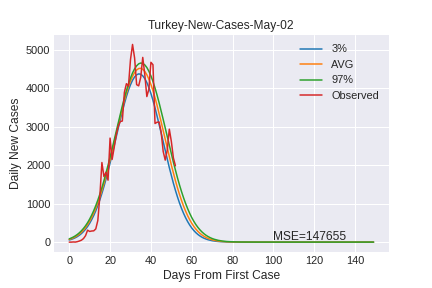 Turkey-New-Cases-May-02
3%
AVG
97%
Observed
Daily New Cases
5000
4000
3000
2000
1000
0
MSE=147655
0 20 40 60 80 100 120 140
Days From First Case